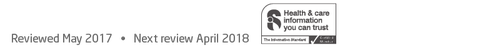 Health & care
information
you can trust
The Information Standard
Reviewed May 2017 • Next review April 2018